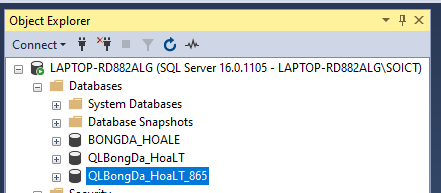 Object Explorer
Connect
LAPTOP-RD882ALG (SQL Server 16.0.1105 - LAPTOP-RD882ALG\SOICT)
Databases
System Databases
Database Snapshots
BONGDA_HOALE
QLBongDa_HoaLT
QLBongDa_HoaLT_865
Security